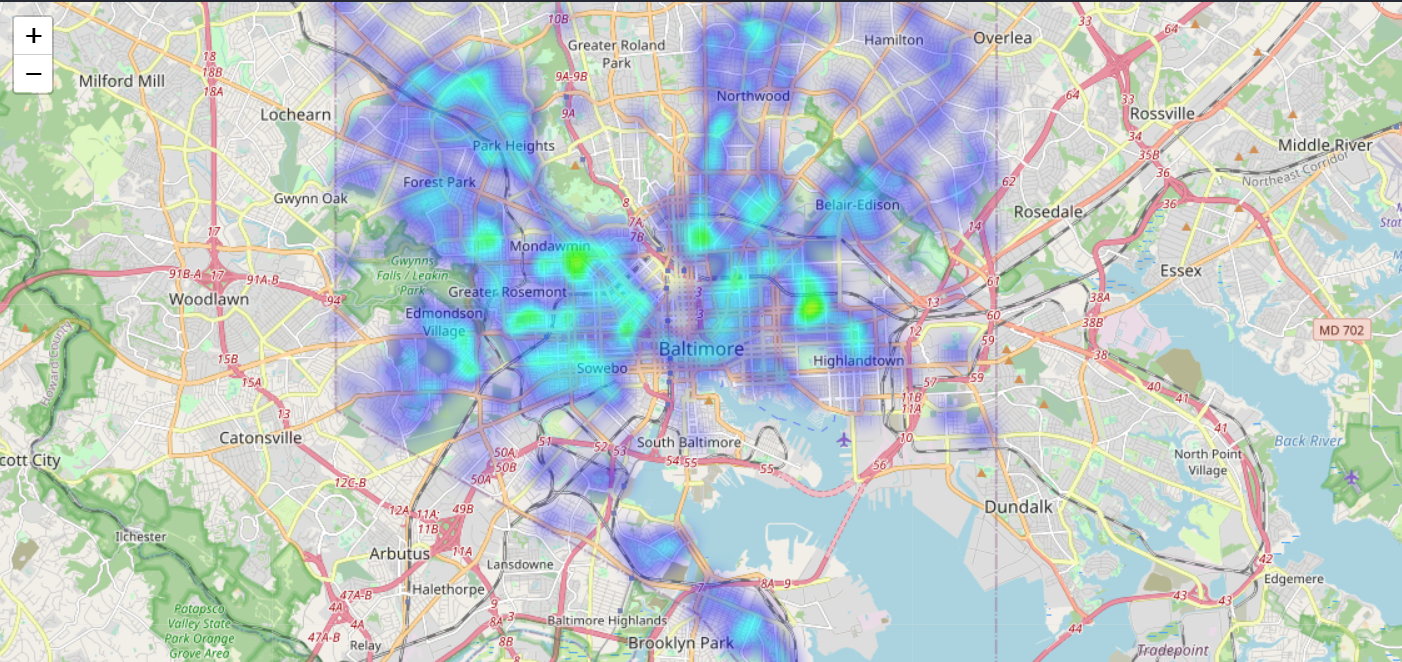 +
−
10B
33
64
18
18B
18A
Greater Roland
Park
Hamilton
Overlea
Milford Mill
9A-9B
Northwood
64
33
9A
Lochearn
Rossville
34
Park Heights
35B
Middle River
Northeast Corridor
Forest Park
62
36
Gwynn Oak
8
Belair-Edison
36
Rosedale
7A
7B
14
17
Mondawmin
Gwynns
Falls / Leakin
Park
91B-A
17
91A-B
Essex
61
Woodlawn
94
Greater Rosemont
3
38A
13
Edmondson
Village
3
60
38B
12
MD 702
59
Baltimore
38
15B
Highlandtown
Sowebo
15A
57
59
40
11B
11A
41
13
Howard County
41
Catonsville
51
52
53
South Baltimore
10
Back River
50A
50B
cott City
54
55
55
56
North Point
Village
50A
12C-B
12A
11A;
11B
49B
Dundalk
Ilchester
11A
Arbutus
Lansdowne
42
Halethorpe
7
8A
9
Edgemere
47A-B
4A
9
8A
3
43
43
Patapsco
Valley State
Park Orange
Grove Area
4A
Baltimore Highlands
44
47A-B
8B
Relay
Brooklyn Park
Tradepoint